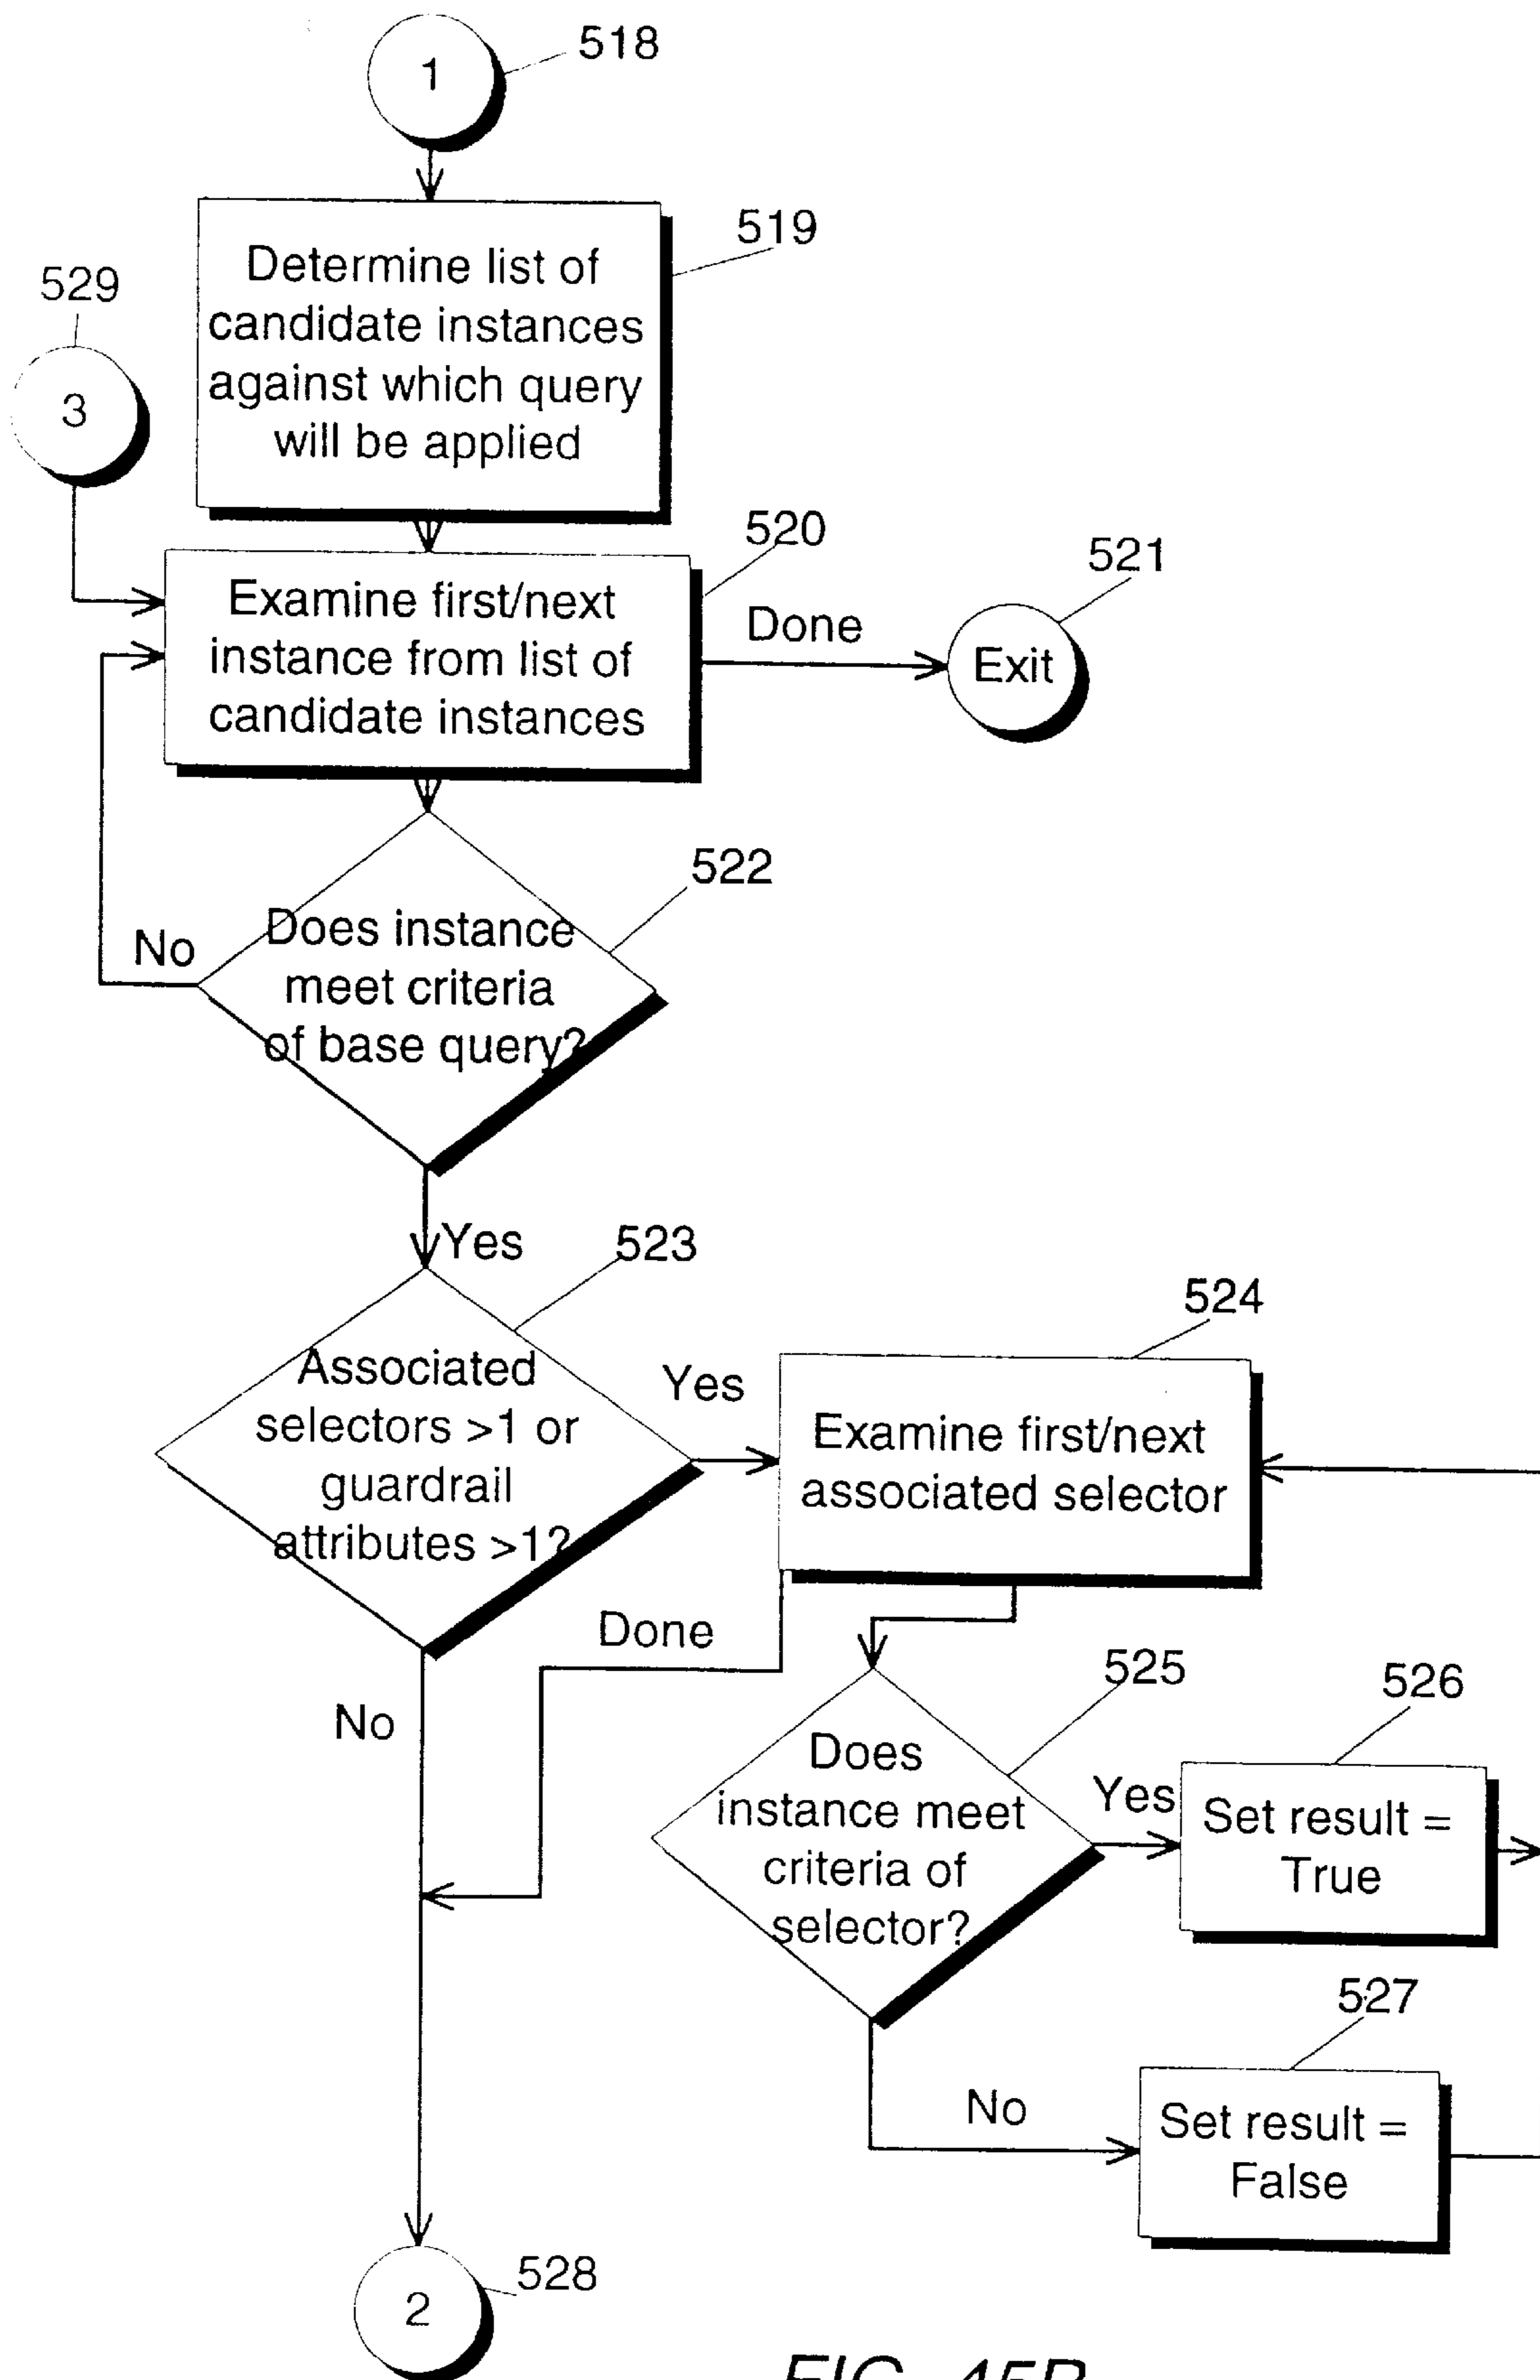 1
518
519
Determine list of
candidate instances
against which query
will be applied
529
3
520
521
Examine first/next
instance from list of
candidate instances
Done
Exit
522
No
Does instance
meet criteria
of base query?
Yes
523
524
Associated
selectors >1 or
guardrail
attributes >1?
Yes
Examine first/next
associated selector
Done
No
525
526
Does
instance meet
criteria of
selector?
Yes
Set result =
True
527
No
Set result =
False
2
528
FIG. 45B